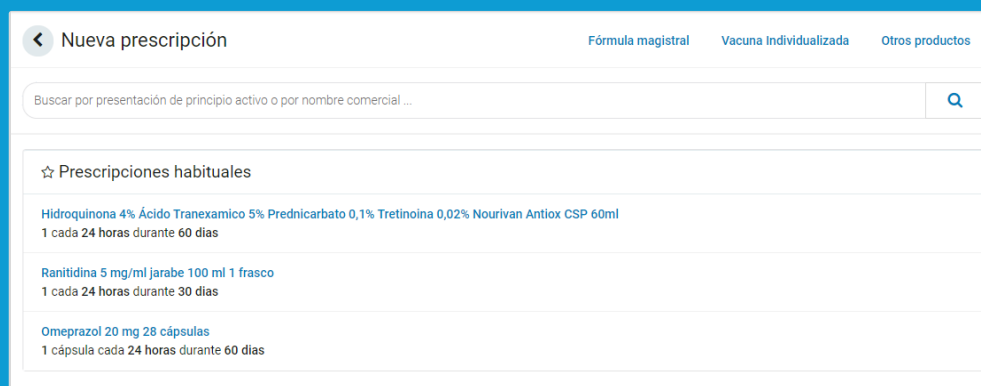 Nueva prescripción
Fórmula magistral
Vacuna Individualizada
Otros productos
Buscar por presentación de principio activo o por nombre comercial ...
Prescripciones habituales
Hidroquinona 4% Ácido Tranexamico 5% Prednicarbato 0,1% Tretinoina 0,02% Nourivan Antiox CSP 60ml
1 cada 24 horas durante 60 dias
Ranitidina 5 mg/ml jarabe 100 ml 1 frasco
1 cada 24 horas durante 30 dias
Omeprazol 20 mg 28 cápsulas
1 cápsula cada 24 horas durante 60 dias